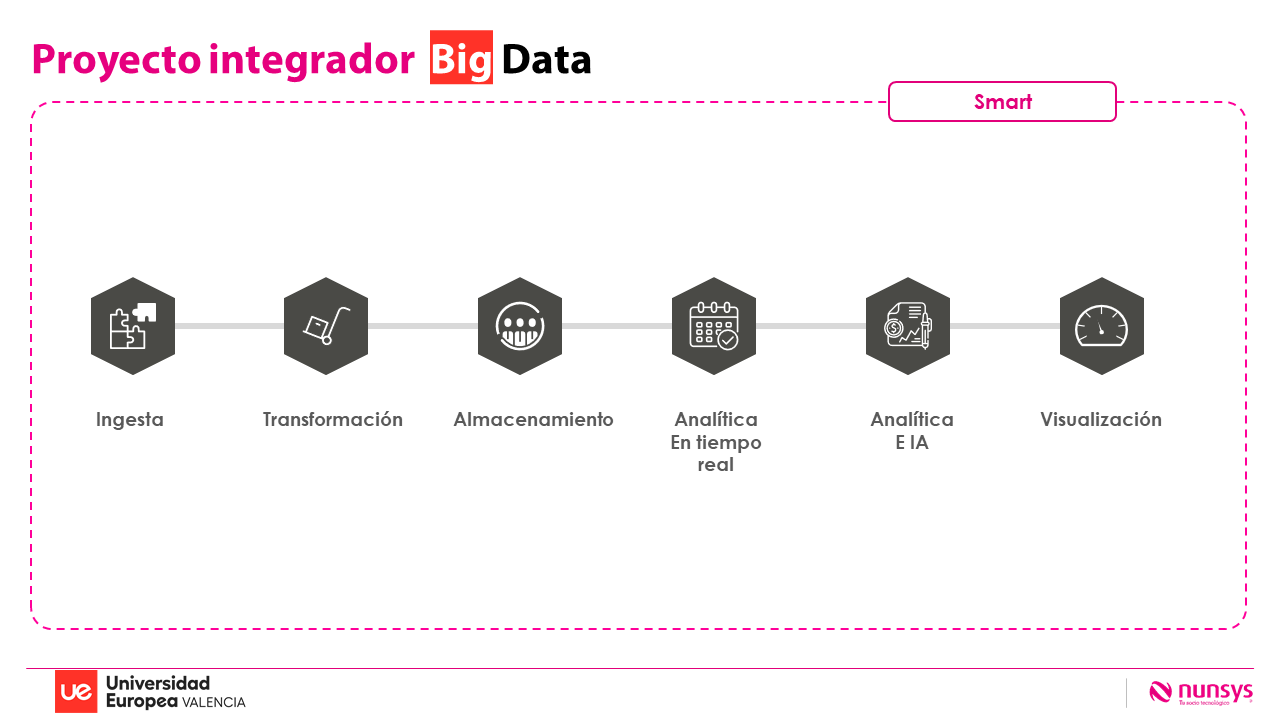 Proyecto integrador Big Data
Smart
Ingesta
Transformación
Almacenamiento
Analítica
En tiempo
real
Analítica
E IA
Visualización
ue
Universidad
Europea VALENCIA
nunsys
Tu socio tecnológico